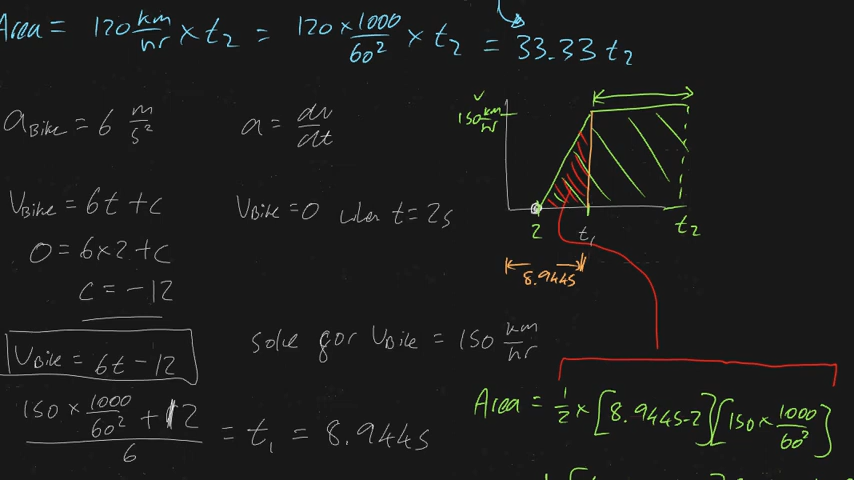 Area = 120 km/hr × t₂ = 120 × 1000/60² × t₂ = 33.33 t₂
a_Bike = 6 m/s²
a = dv/dt
V_Bike = 6t + c
V_Bike = 0 when t = 2s
0 = 6 × 2 + c
c = -12
V_Bike = 6t - 12
solve for V_Bike = 150 km/hr
(150 × 1000/60² + 12)/6 = t₁ = 8.944s
v
150 km/hr
2
t₁
t₂
8.944s
Area = 1/2 × [8.944s-2][150 × 1000/60²]